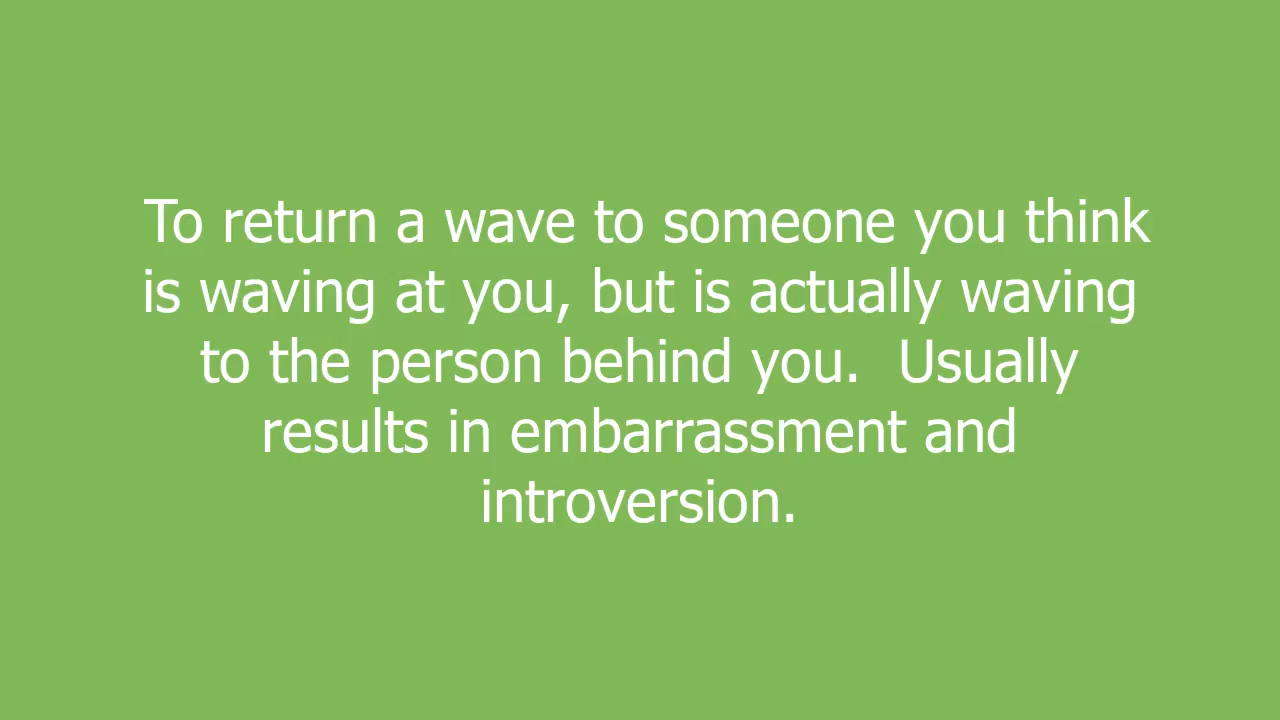 To return a wave to someone you think
is waving at you, but is actually waving
to the person behind you.  Usually
results in embarrassment and
introversion.